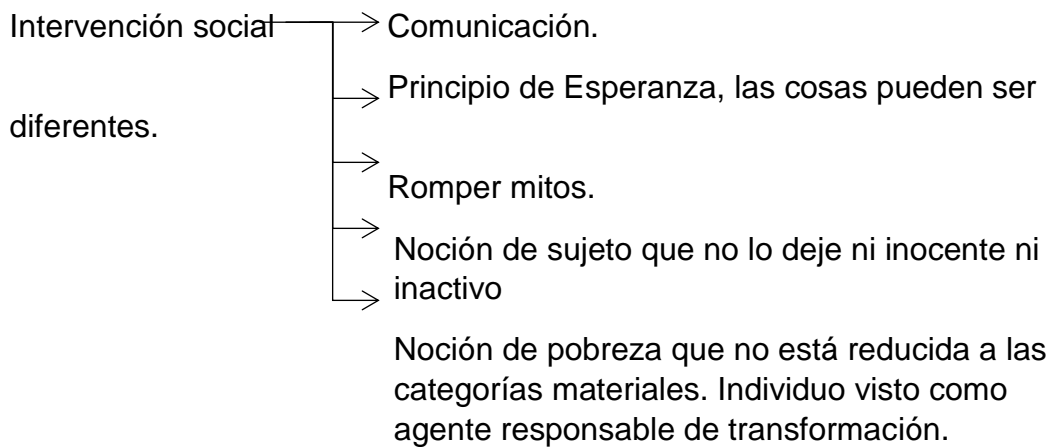 Intervención social
Comunicación.
Principio de Esperanza, las cosas pueden ser
diferentes.
Romper mitos.
Noción de sujeto que no lo deje ni inocente ni
inactivo
Noción de pobreza que no está reducida a las
categorías materiales. Individuo visto como
agente responsable de transformación.